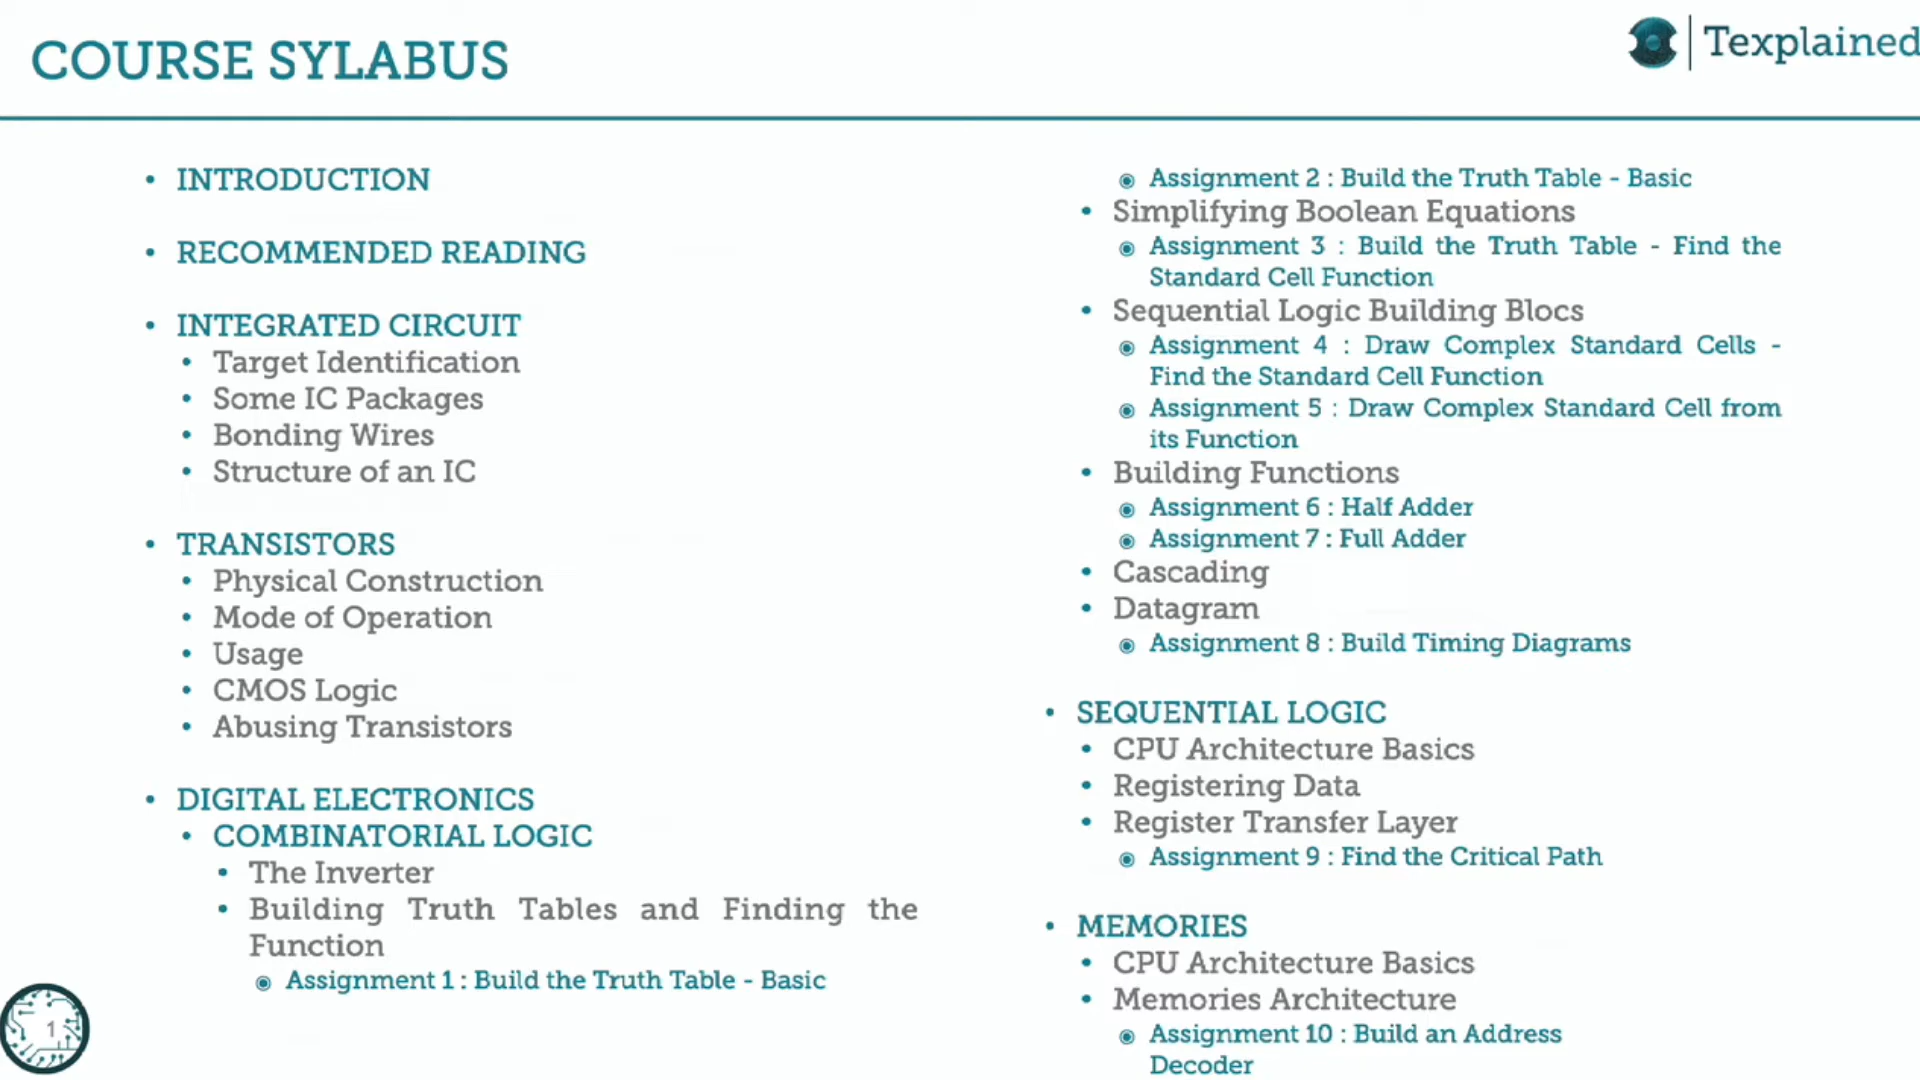 COURSE SYLABUS
Texplained
• INTRODUCTION
• RECOMMENDED READING
• INTEGRATED CIRCUIT
• Target Identification
• Some IC Packages
• Bonding Wires
• Structure of an IC
• TRANSISTORS
• Physical Construction
• Mode of Operation
• Usage
• CMOS Logic
• Abusing Transistors
• DIGITAL ELECTRONICS
• COMBINATORIAL LOGIC
• The Inverter
• Building Truth Tables and Finding the
Function
◉ Assignment 1 : Build the Truth Table - Basic
◉ Assignment 2 : Build the Truth Table - Basic
• Simplifying Boolean Equations
◉ Assignment 3 : Build the Truth Table - Find the
Standard Cell Function
• Sequential Logic Building Blocs
◉ Assignment 4 : Draw Complex Standard Cells -
Find the Standard Cell Function
◉ Assignment 5 : Draw Complex Standard Cell from
its Function
• Building Functions
◉ Assignment 6 : Half Adder
◉ Assignment 7 : Full Adder
• Cascading
• Datagram
◉ Assignment 8 : Build Timing Diagrams
• SEQUENTIAL LOGIC
• CPU Architecture Basics
• Registering Data
• Register Transfer Layer
◉ Assignment 9 : Find the Critical Path
• MEMORIES
• CPU Architecture Basics
• Memories Architecture
◉ Assignment 10 : Build an Address
Decoder
1